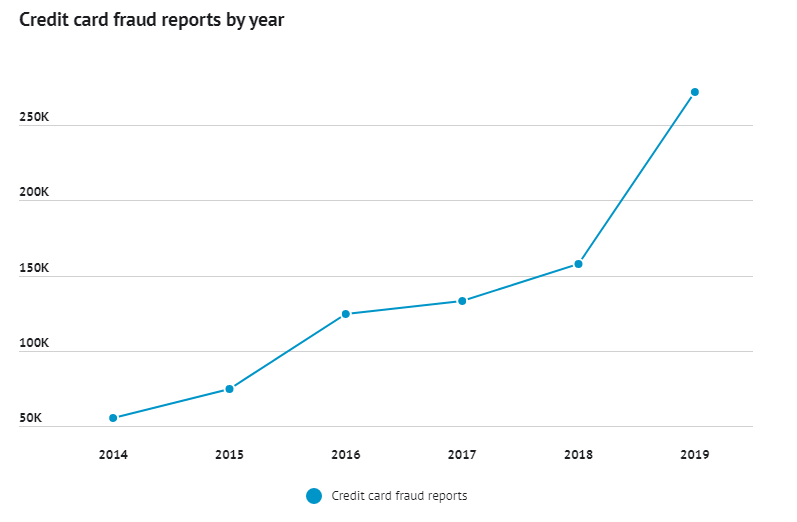 Credit card fraud reports by year
250K
200K
150K
100K
50K
2014 2015 2016 2017 2018 2019
Credit card fraud reports